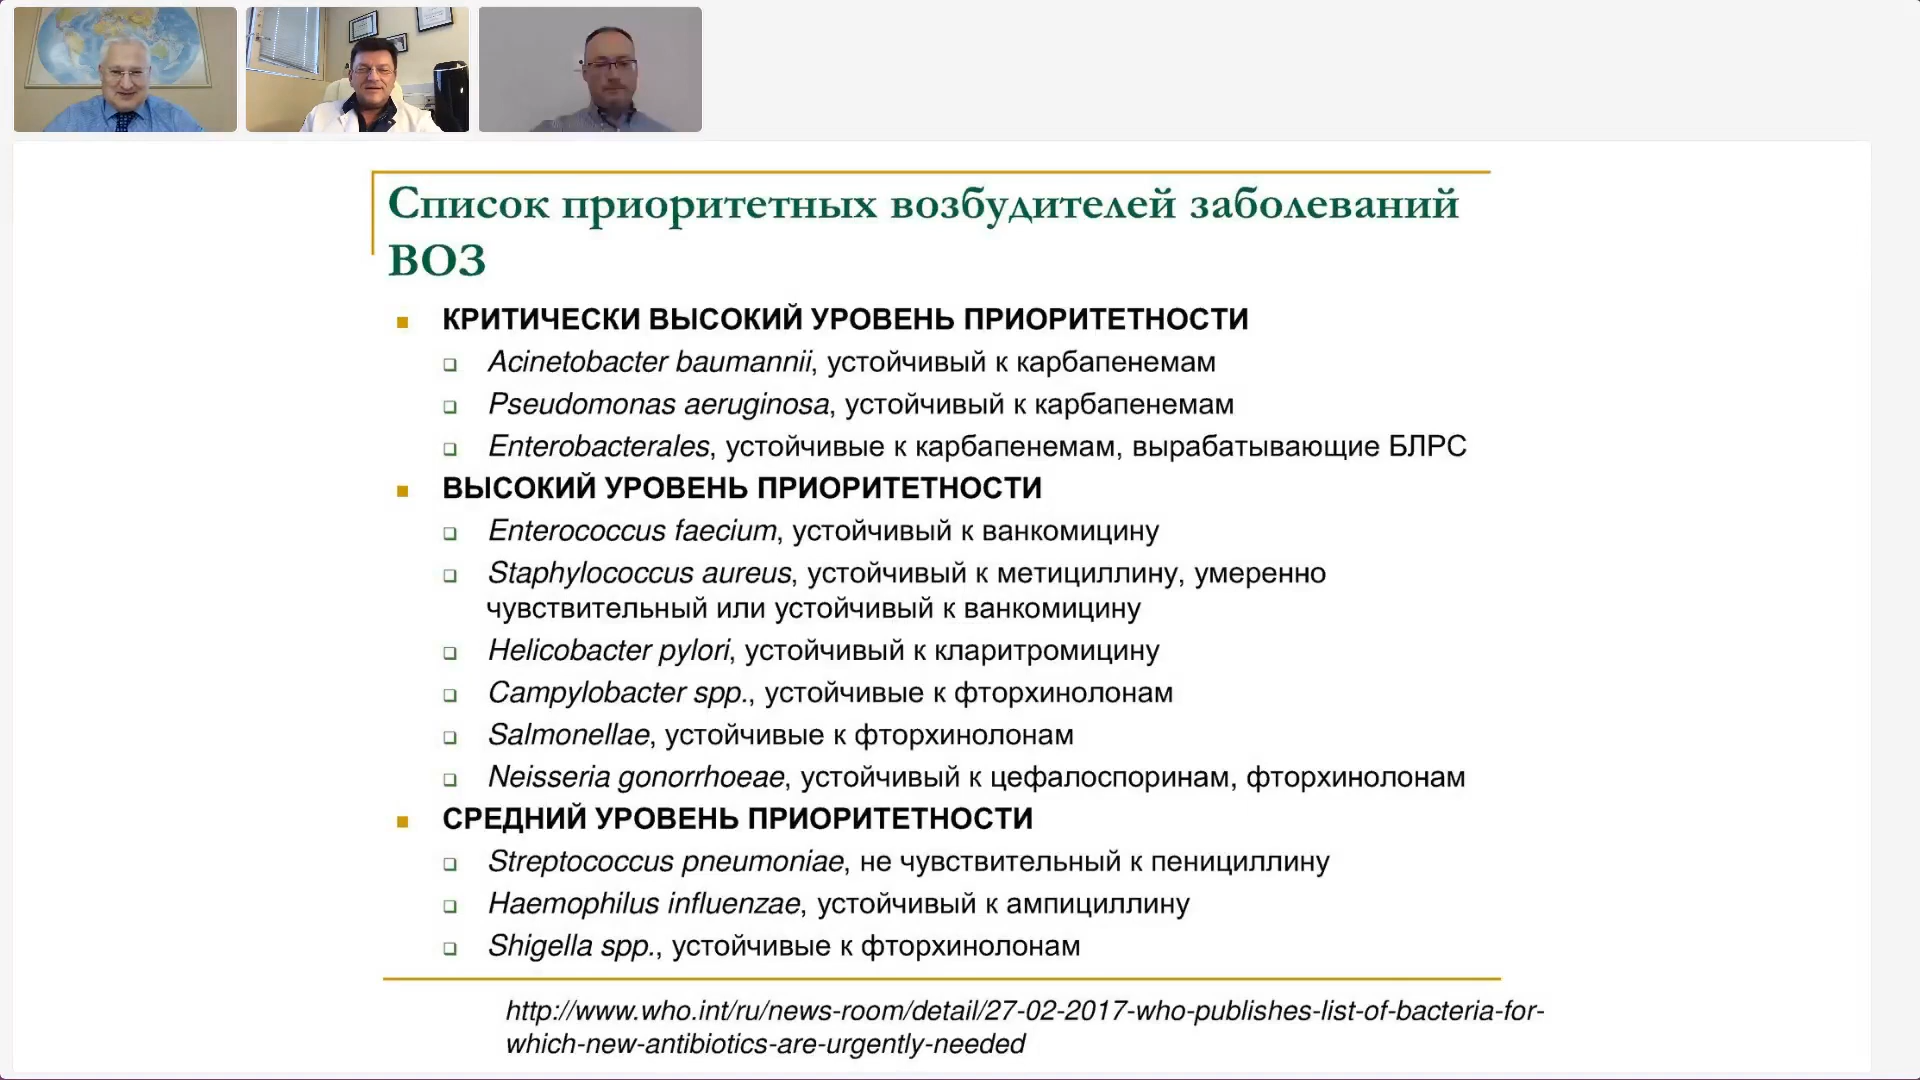 Список приоритетных возбудителей заболеваний
ВОЗ
КРИТИЧЕСКИ ВЫСОКИЙ УРОВЕНЬ ПРИОРИТЕТНОСТИ
Acinetobacter baumannii, устойчивый к карбапенемам
Pseudomonas aeruginosa, устойчивый к карбапенемам
Enterobacterales, устойчивые к карбапенемам, вырабатывающие БЛРС
ВЫСОКИЙ УРОВЕНЬ ПРИОРИТЕТНОСТИ
Enterococcus faecium, устойчивый к ванкомицину
Staphylococcus aureus, устойчивый к метициллину, умеренно
чувствительный или устойчивый к ванкомицину
Helicobacter pylori, устойчивый к кларитромицину
Campylobacter spp., устойчивые к фторхинолонам
Salmonellae, устойчивые к фторхинолонам
Neisseria gonorrhoeae, устойчивый к цефалоспоринам, фторхинолонам
СРЕДНИЙ УРОВЕНЬ ПРИОРИТЕТНОСТИ
Streptococcus pneumoniae, не чувствительный к пенициллину
Haemophilus influenzae, устойчивый к ампициллину
Shigella spp., устойчивые к фторхинолонам
http://www.who.int/ru/news-room/detail/27-02-2017-who-publishes-list-of-bacteria-for-
which-new-antibiotics-are-urgently-needed